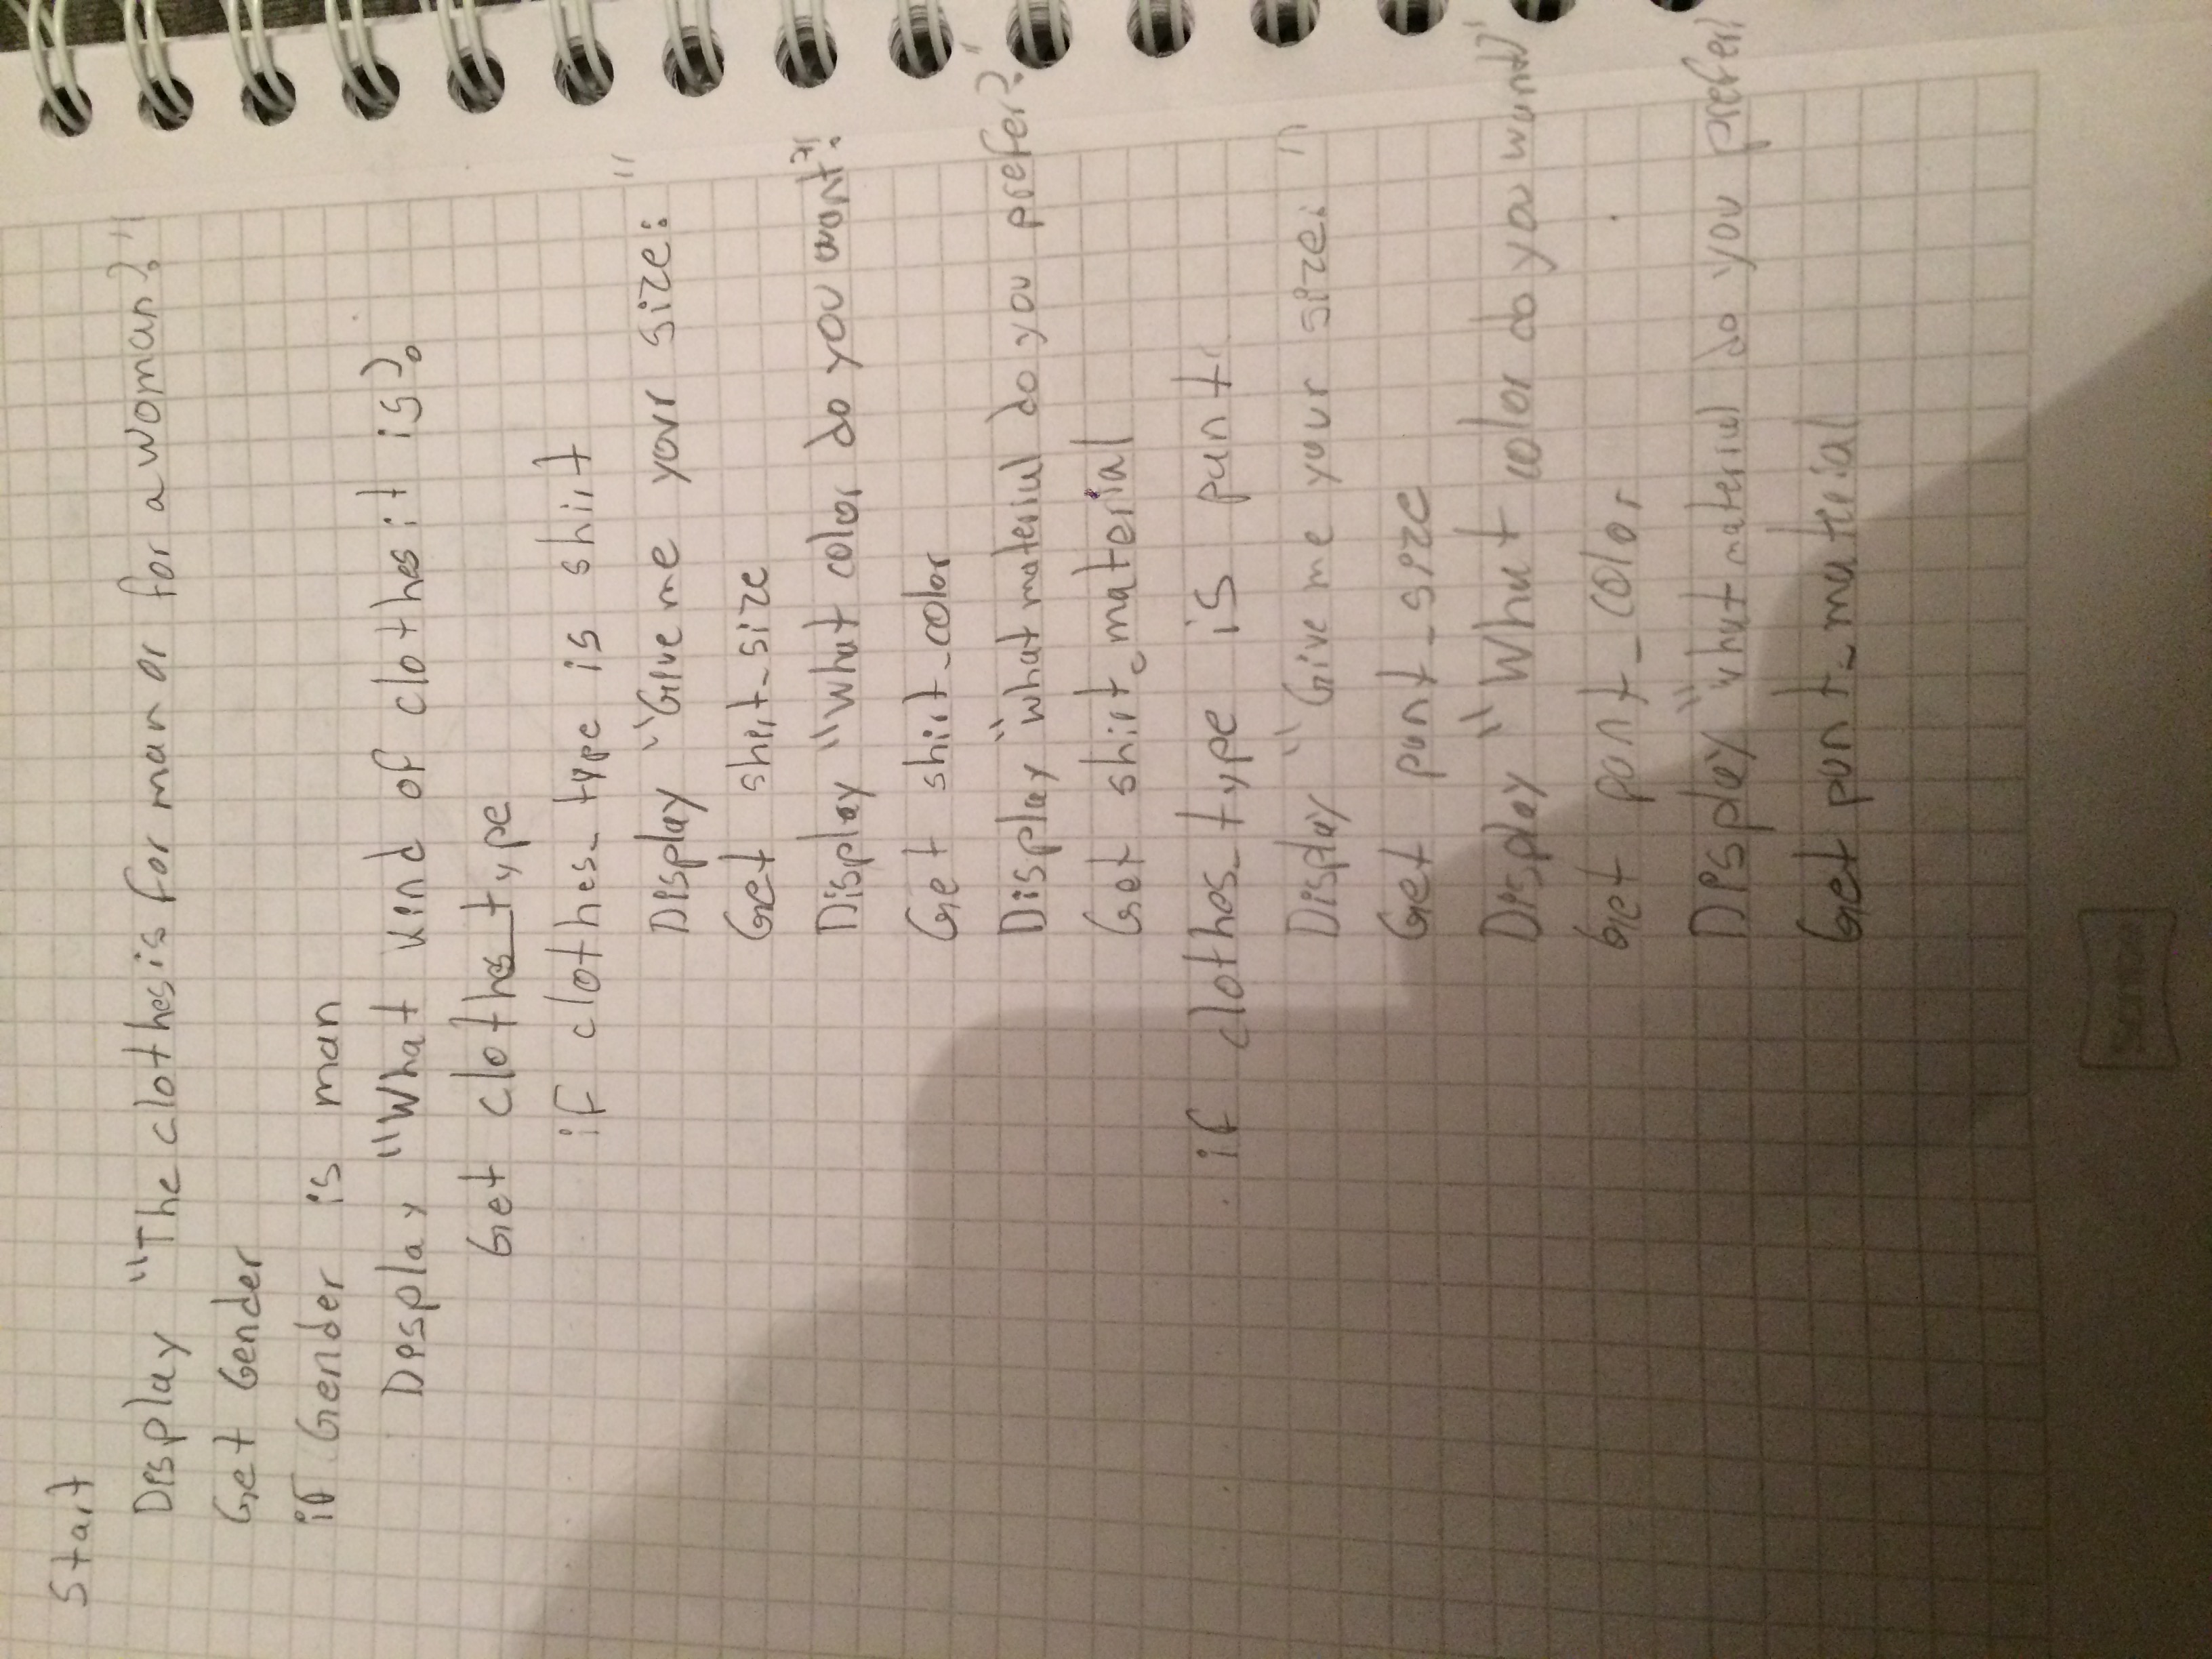 Start
Display "The clothes is for man or for a woman?"
Get Gender
if Gender is man
Display "What kind of clothes it is?
Get clothes_type
if clothes_type is shirt
Display "Give me your size: "
Get shirt_size
Display "What color do you want?"
Get shirt_color
Display "what material do you prefer?"
Get shirt_material
if clothes_type is pant
Display "Give me your size: "
Get pant_size
Display "What color do you want?"
Get pant_color
Display "what material do you prefer?
Get pant_material
Scribe